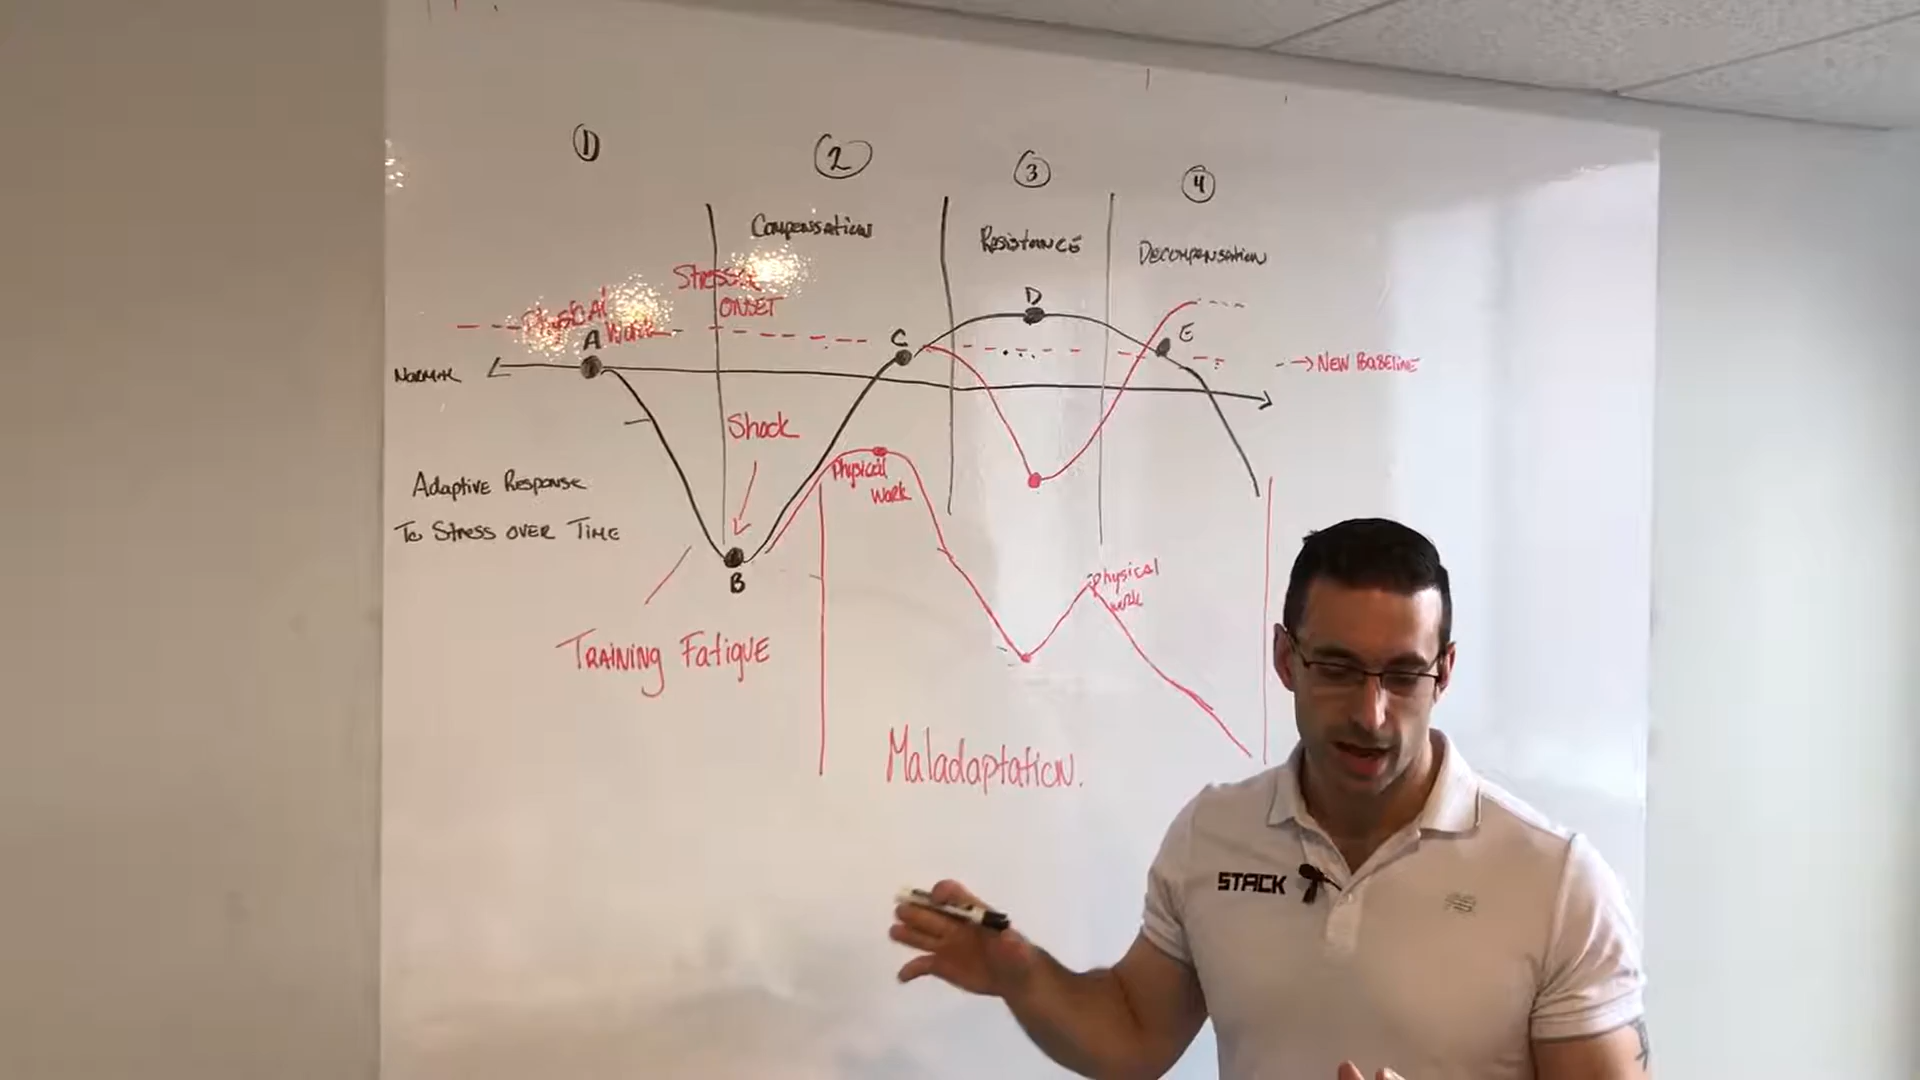 1
2
3
4
Compensation
Resistance
Decompensation
Stressor
ONSET
Physical
Work
A
C
D
E
Normal
→ New Baseline
Shock
Physical
Work
Adaptive Response
To Stress over Time
B
Physical
work
Training Fatigue
Maladaptation.
STACK